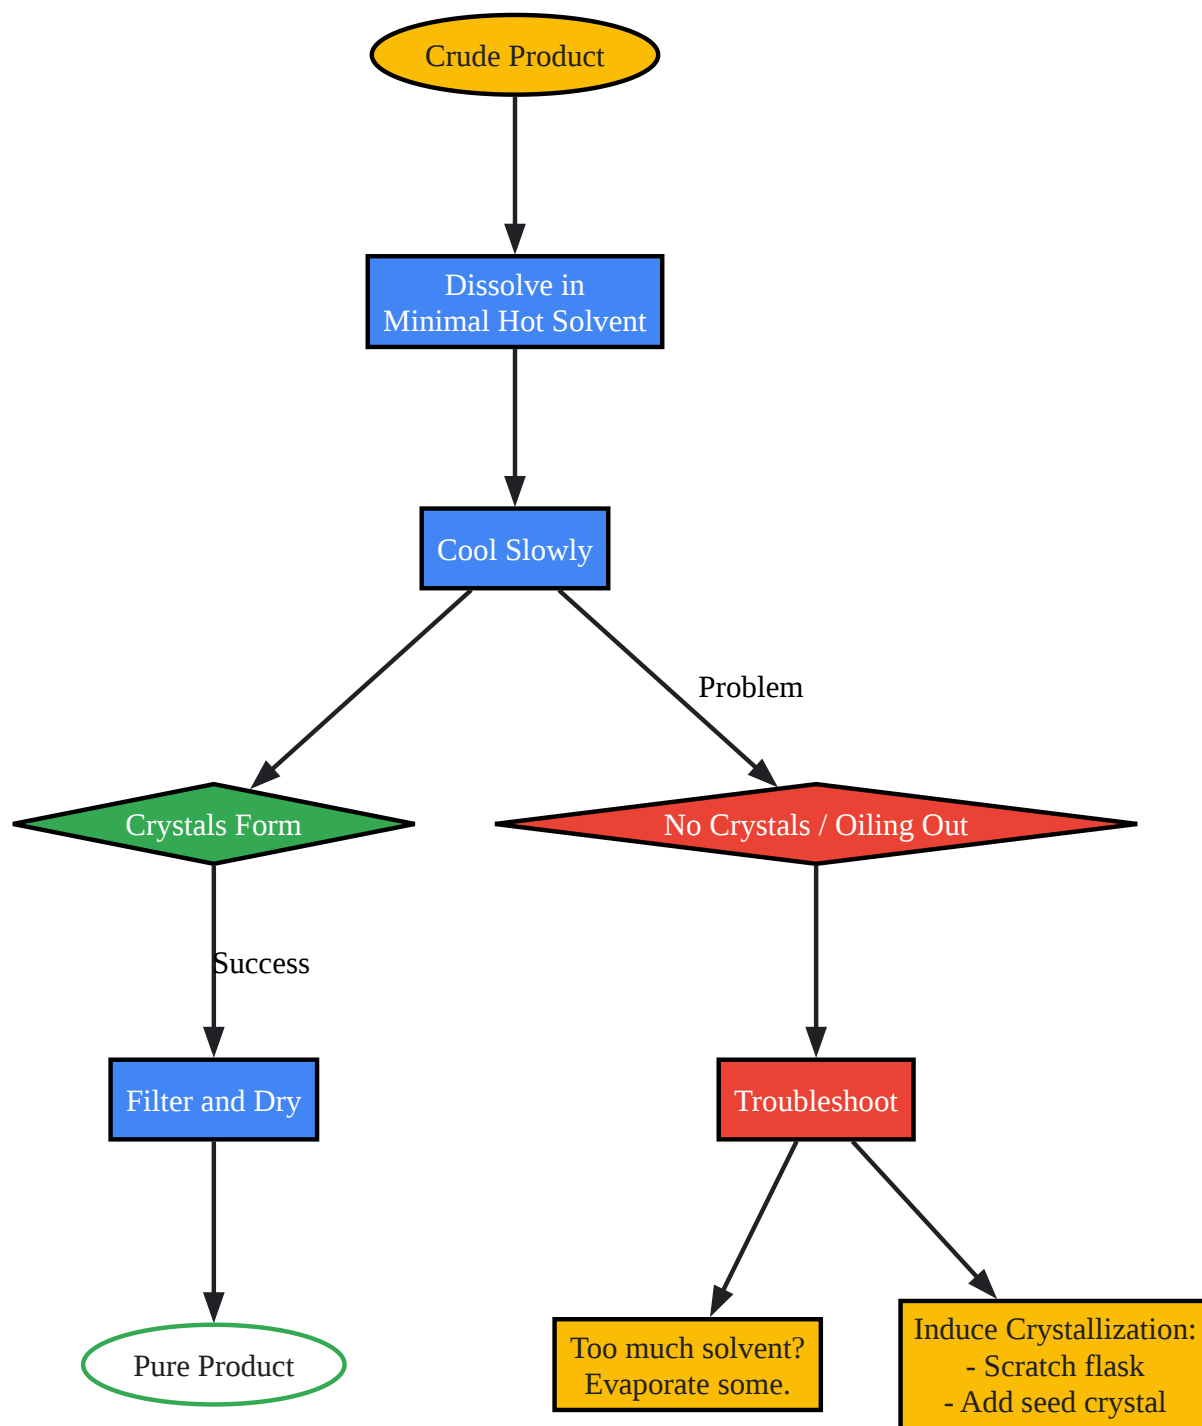 Crude Product
Dissolve in
Minimal Hot Solvent
Cool Slowly
Problem
Crystals Form
No Crystals / Oiling Out
Success
Filter and Dry
Troubleshoot
Pure Product
Too much solvent?
Evaporate some.
Induce Crystallization:
- Scratch flask
- Add seed crystal